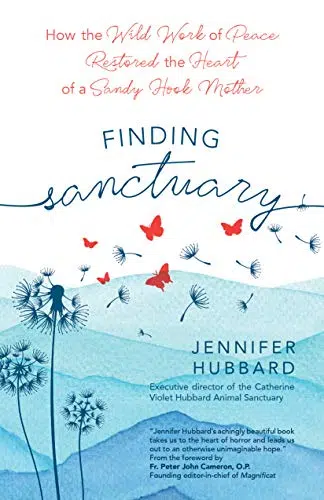 How the Wild Work of Peace
Restored the Heart
of a Sandy Hook Mother
FINDING
sanctuary
JENNIFER
HUBBARD
Executive director of the Catherine
Violet Hubbard Animal Sanctuary
"Jennifer Hubbard's achingly beautiful book
takes us to the heart of horror and leads us
out to an otherwise unimaginable hope."
From the foreword by
Fr. Peter John Cameron, O.P.
Founding editor-in-chief of Magnificat